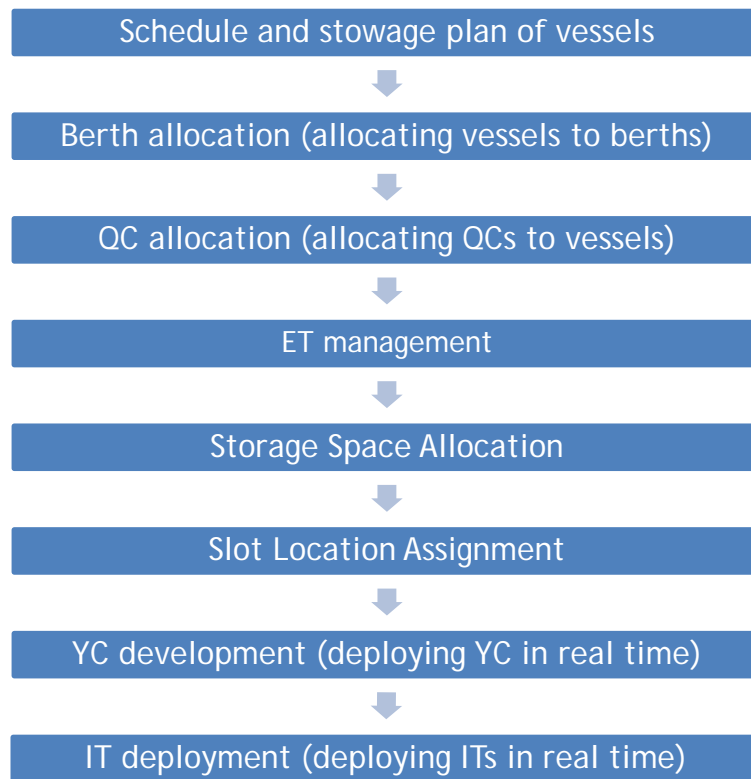 Schedule and stowage plan of vessels
Berth allocation (allocating vessels to berths)
QC allocation (allocating QCs to vessels)
ET management
Storage Space Allocation
Slot Location Assignment
YC development (deploying YC in real time)
IT deployment (deploying ITs in real time)